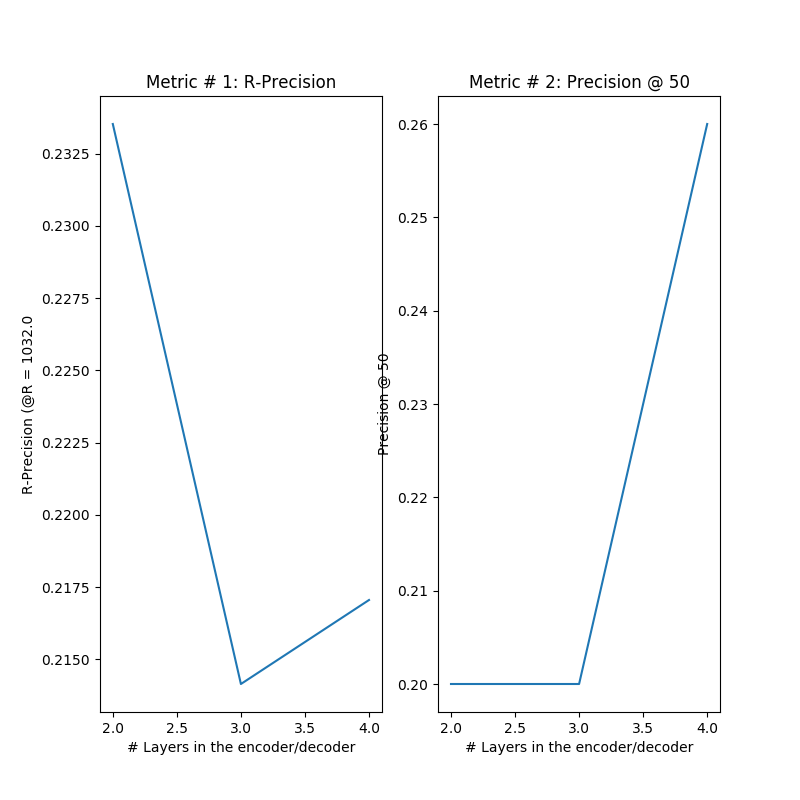 Metric # 1: R-Precision
R-Precision (@R = 1032.0
0.2325
0.2300
0.2275
0.2250
0.2225
0.2200
0.2175
0.2150
2.0 2.5 3.0 3.5 4.0
# Layers in the encoder/decoder
Metric # 2: Precision @ 50
Precision @ 50
0.26
0.25
0.24
0.23
0.22
0.21
0.20
2.0 2.5 3.0 3.5 4.0
# Layers in the encoder/decoder